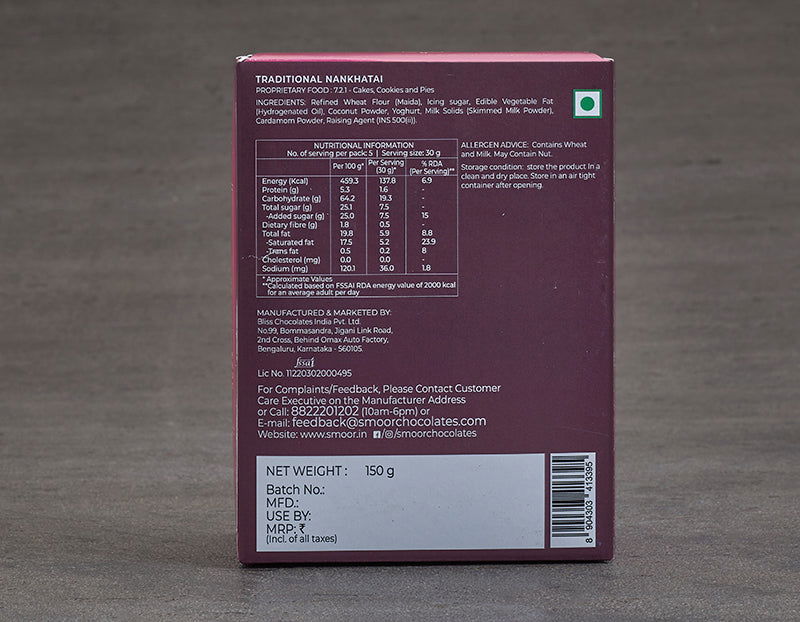 TRADITIONAL NANKHATAI
PROPRIETARY FOOD : 7.2.1 - Cakes, Cookies and Pies
INGREDIENTS: Refined Wheat Flour (Maida), Icing sugar, Edible Vegetable Fat
(Hydrogenated Oil), Coconut Powder, Yoghurt, Milk Solids (Skimmed Milk Powder),
Cardamom Powder, Raising Agent (INS 500(ii)).
NUTRITIONAL INFORMATION
No. of serving per pack: 5 | Serving size: 30 g
Per 100 g* Per Serving (30 g)* % RDA (Per Serving)**
Energy (Kcal) 459.3 137.8 6.9
Protein (g) 5.3 1.6 -
Carbohydrate (g) 64.2 19.3 -
Total sugar (g) 25.1 7.5 -
-Added sugar (g) 25.0 7.5 15
Dietary fibre (g) 1.8 0.5 -
Total fat 19.8 5.9 8.8
-Saturated fat 17.5 5.2 23.9
-Trans fat 0.5 0.2 8
Cholesterol (mg) 0.0 0.0 -
Sodium (mg) 120.1 36.0 1.8
* Approximate Values
**Calculated based on FSSAI RDA energy value of 2000 kcal
for an average adult per day
ALLERGEN ADVICE: Contains Wheat
and Milk. May Contain Nut.
Storage condition: store the product In a
clean and dry place. Store in an air tight
container after opening.
MANUFACTURED & MARKETED BY:
Bliss Chocolates India Pvt. Ltd.
No.99, Bommasandra, Jigani Link Road,
2nd Cross, Behind Omax Auto Factory,
Bengaluru, Karnataka - 560105.
fssai
Lic No. 11220302000495
For Complaints/Feedback, Please Contact Customer
Care Executive on the Manufacturer Address
or Call: 8822201202 (10am-6pm) or
E-mail: feedback@smoorchocolates.com
Website: www.smoor.in /smoorchocolates
NET WEIGHT : 150 g
Batch No.:
MFD.:
USE BY:
MRP: ₹
(Incl. of all taxes)
8 904303 413395